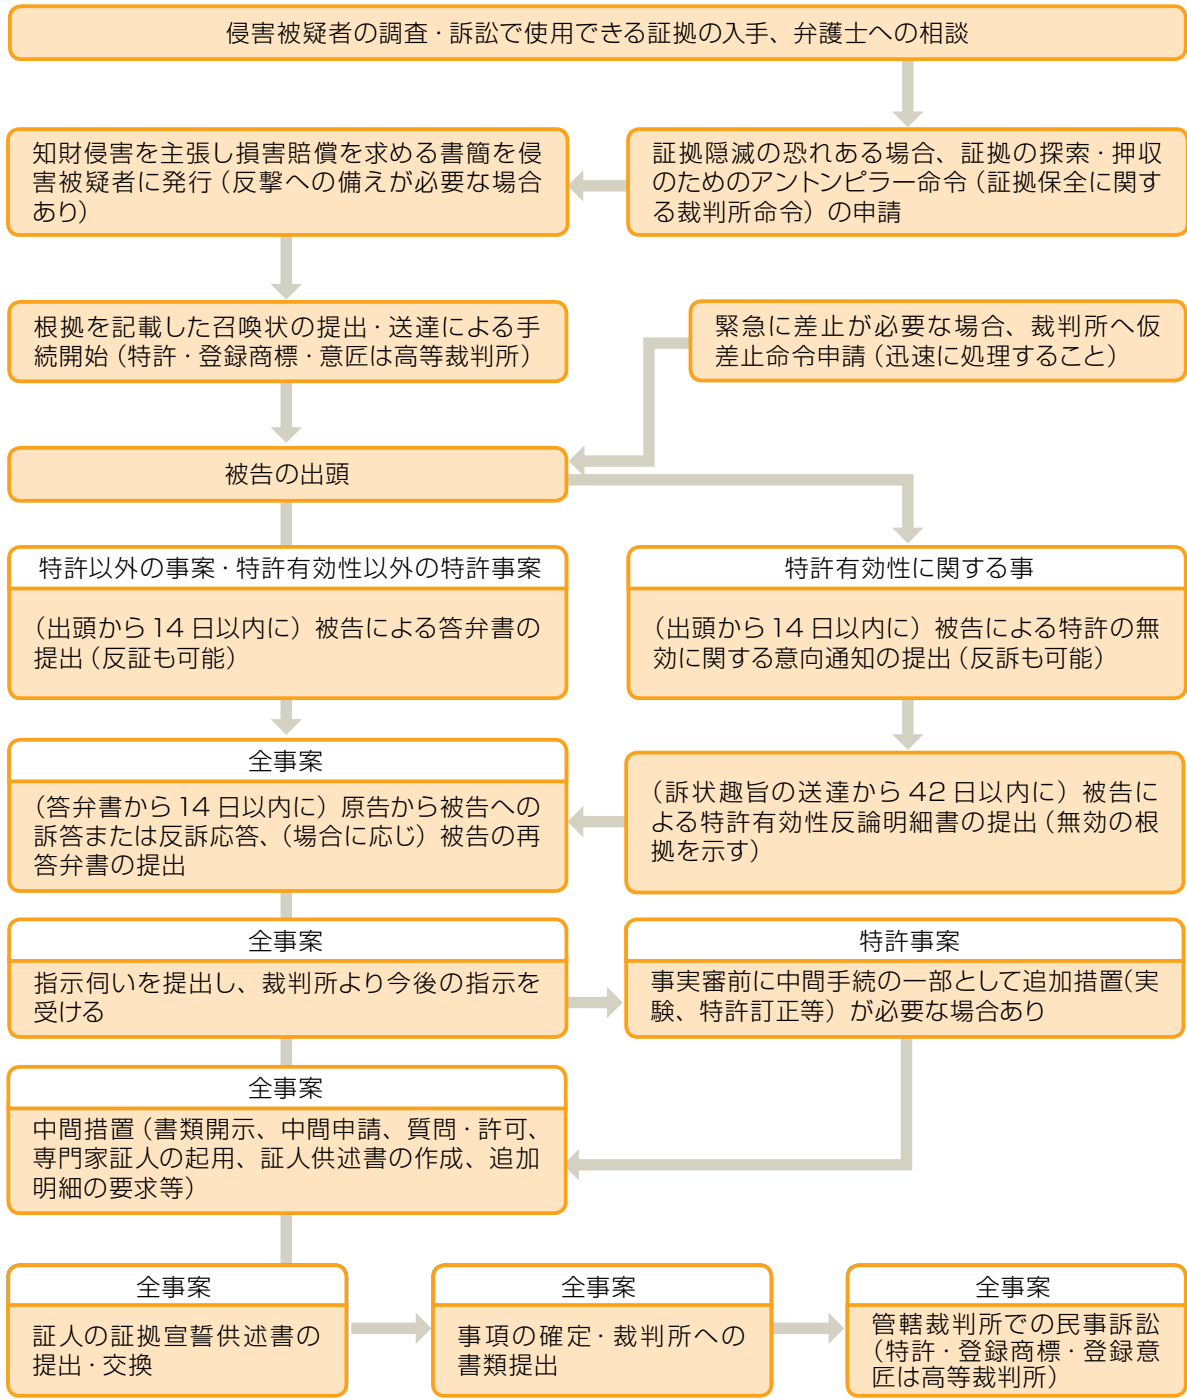 侵害被疑者の調査・訴訟で使用できる証拠の入手、弁護士への相談
知財侵害を主張し損害賠償を求める書簡を侵
害被疑者に発行（反撃への備えが必要な場合
あり）
証拠隠滅の恐れある場合、証拠の探索・押収
のためのアントンピラー命令（証拠保全に関す
る裁判所命令）の申請
根拠を記載した召喚状の提出・送達による手
続開始（特許・登録商標・意匠は高等裁判所）
緊急に差止が必要な場合、裁判所へ仮
差止命令申請（迅速に処理すること）
被告の出頭
特許以外の事案・特許有効性以外の特許事案
（出頭から14日以内に）被告による答弁書の
提出（反証も可能）
特許有効性に関する事
（出頭から14日以内に）被告による特許の無
効に関する意向通知の提出（反訴も可能）
全事案
（答弁書から14日以内に）原告から被告への
訴答または反訴応答、（場合に応じ）被告の再
答弁書の提出
（訴状趣旨の送達から42日以内に）被告に
よる特許有効性反論明細書の提出（無効の根
拠を示す）
全事案
指示伺いを提出し、裁判所より今後の指示を
受ける
特許事案
事実審前に中間手続の一部として追加措置（実
験、特許訂正等）が必要な場合あり
全事案
中間措置（書類開示、中間申請、質問・許可、
専門家証人の起用、証人供述書の作成、追加
明細の要求等）
全事案
証人の証拠宣誓供述書の
提出・交換
全事案
事項の確定・裁判所への
書類提出
全事案
管轄裁判所での民事訴訟
（特許・登録商標・登録意
匠は高等裁判所）